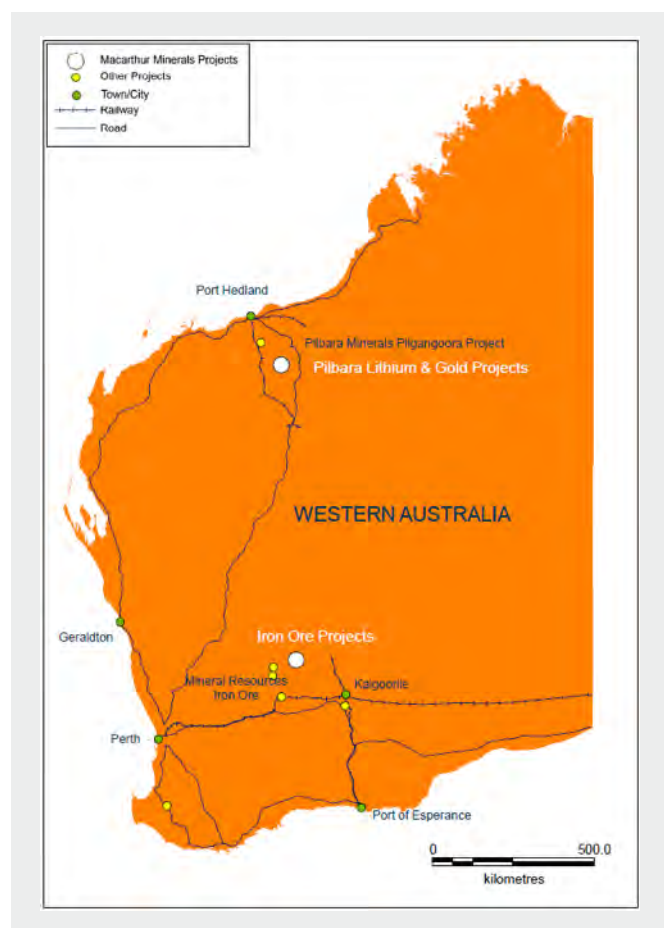 Macarthur Minerals Projects
Other Projects
Town/City
Railway
Road
Port Hedland
Pilbara Minerals Pilgangoora Project
Pilbara Lithium & Gold Projects
WESTERN AUSTRALIA
Geraldton
Iron Ore Projects
Mineral Resources
Iron Ore
Kalgoorlie
Perth
Port of Esperance
0 500.0
kilometres